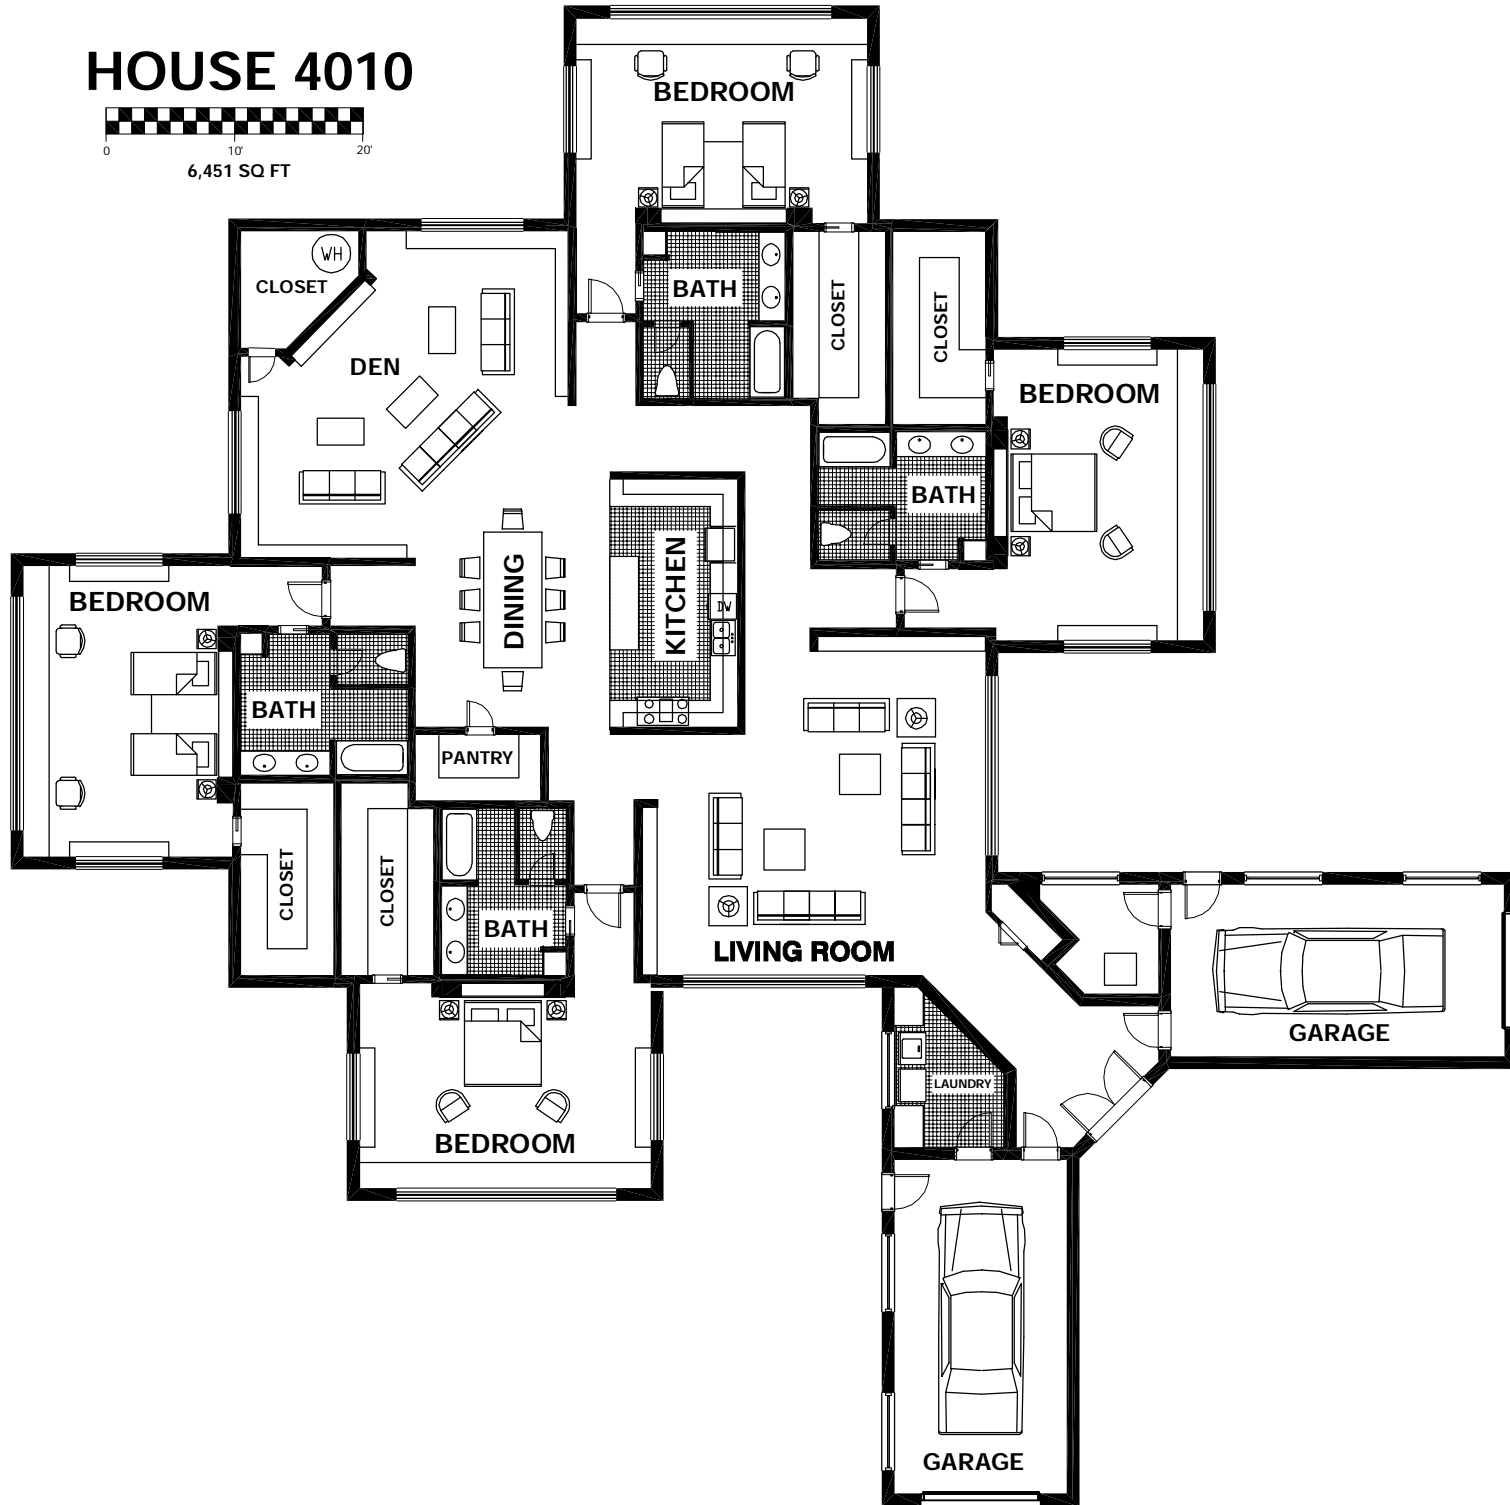 HOUSE 4010
0 10' 20'
6,451 SQ FT
BEDROOM
WH
CLOSET
BATH
CLOSET
CLOSET
DEN
BEDROOM
BATH
KITCHEN
DINING
BEDROOM
DW
BATH
PANTRY
CLOSET
CLOSET
BATH
LIVING ROOM
GARAGE
LAUNDRY
BEDROOM
GARAGE